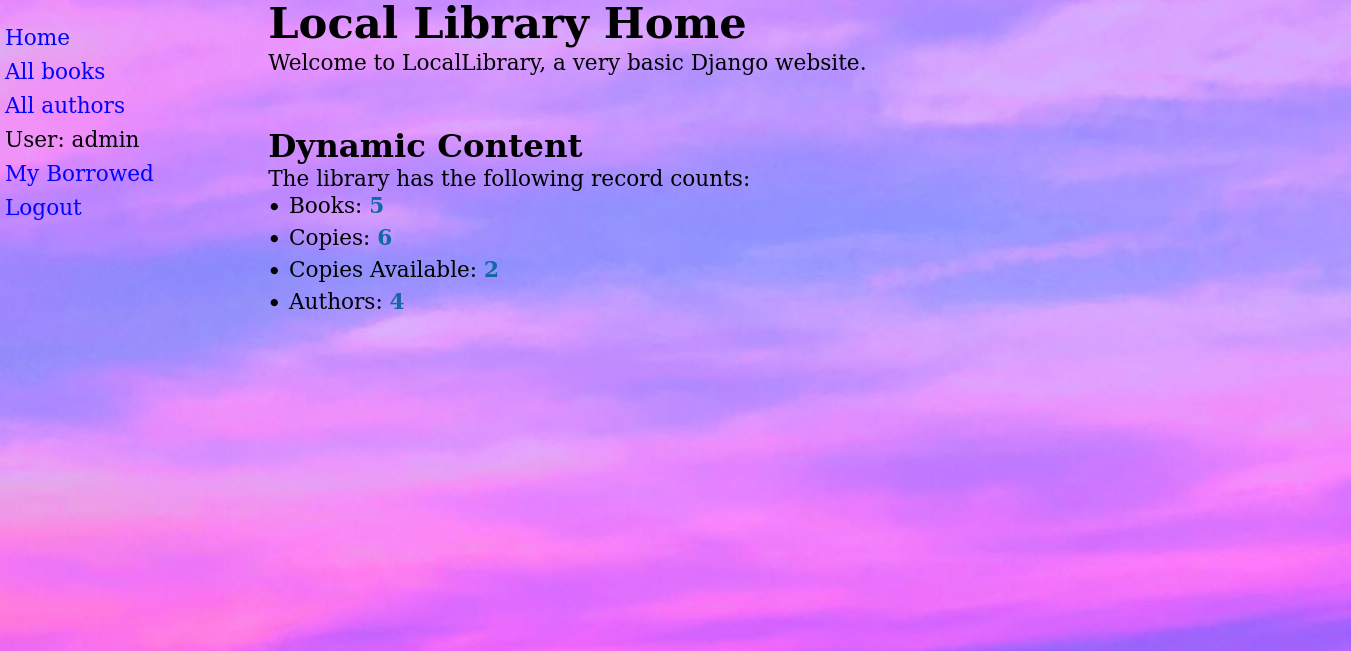 Home
All books
All authors
User: admin
My Borrowed
Logout
Local Library Home
Welcome to LocalLibrary, a very basic Django website.
Dynamic Content
The library has the following record counts:
• Books: 5
• Copies: 6
• Copies Available: 2
• Authors: 4